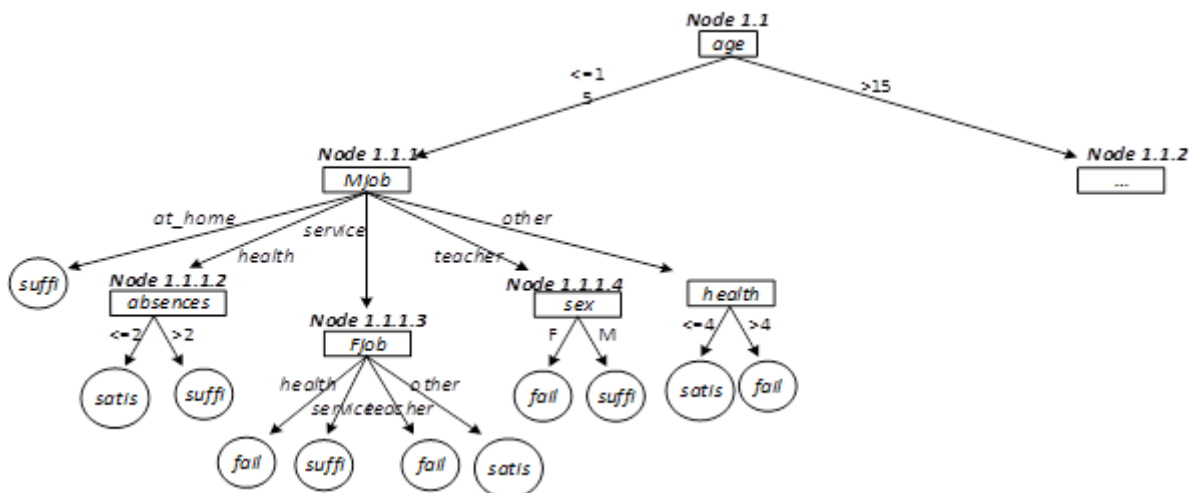 Node 1.1
age
<=1
5
>15
Node 1.1.1
MJob
Node 1.1.2
...
at_home
health
service
teacher
other
suffi
Node 1.1.1.2
absences
<=2
>2
satis
suffi
Node 1.1.1.3
FJob
health
service
teacher
other
fail
suffi
fail
satis
Node 1.1.1.4
sex
F
M
fail
suffi
health
<=4
>4
satis
fail